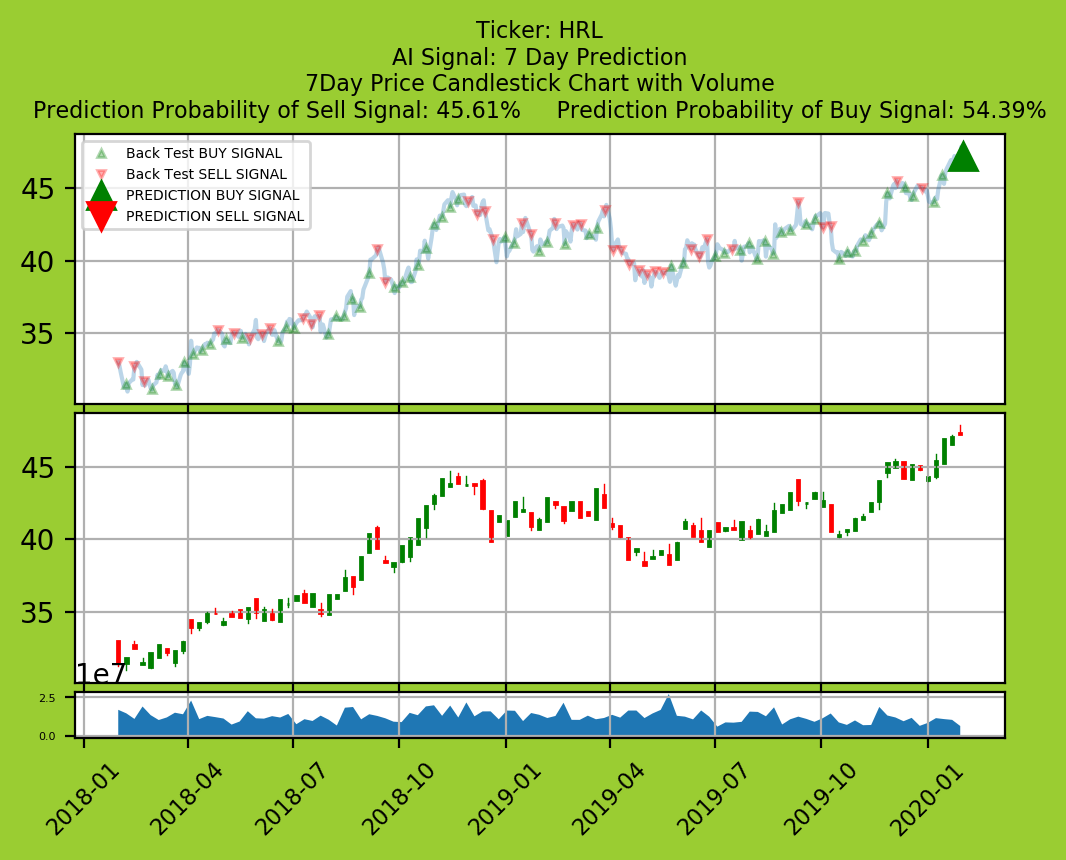 Ticker: HRL
AI Signal: 7 Day Prediction
7Day Price Candlestick Chart with Volume
Prediction Probability of Sell Signal: 45.61% Prediction Probability of Buy Signal: 54.39%
Back Test BUY SIGNAL
Back Test SELL SIGNAL
PREDICTION BUY SIGNAL
PREDICTION SELL SIGNAL
45
40
35
45
40
35
1e7
2.5
0.0
2018-01 2018-04 2018-07 2018-10 2019-01 2019-04 2019-07 2019-10 2020-01